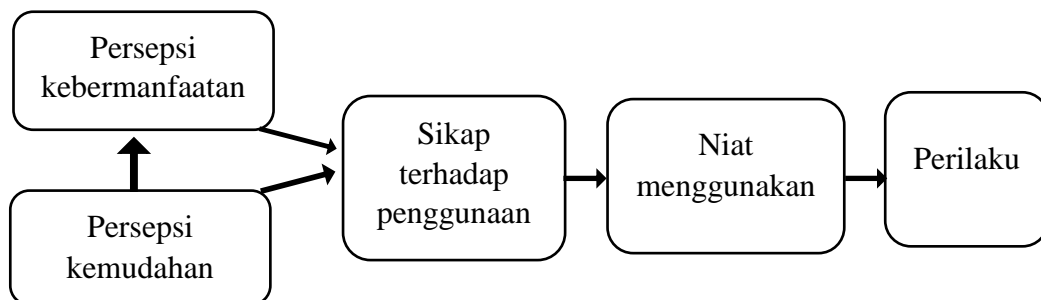 Persepsi
kebermanfaatan
Persepsi
kemudahan
Sikap
terhadap
penggunaan
Niat
menggunakan
Perilaku